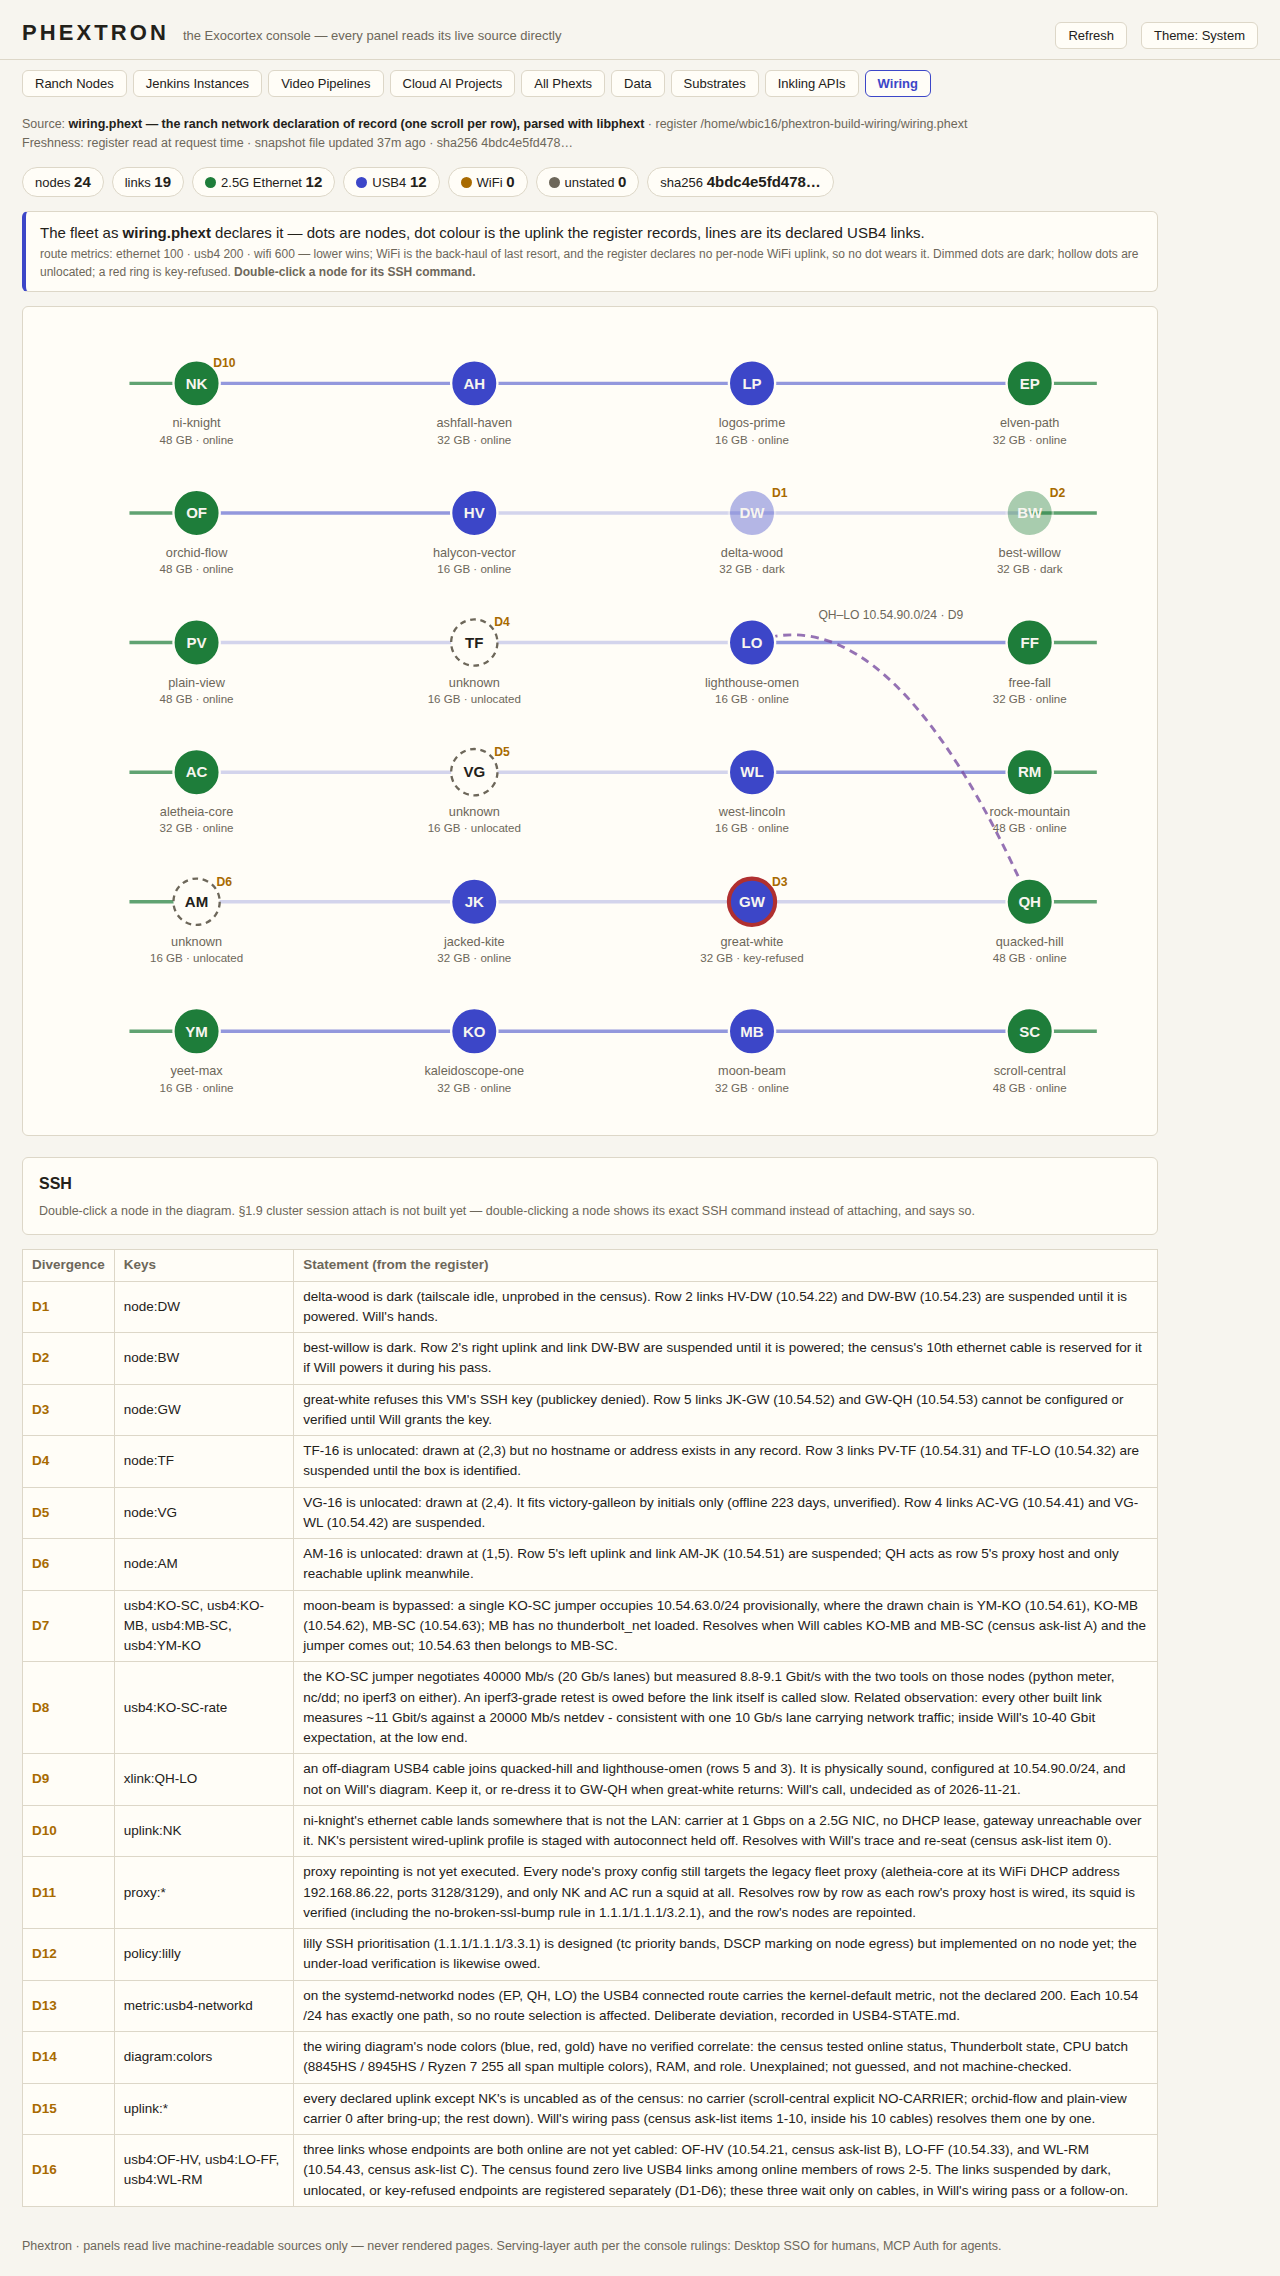 PHEXTRON the Exocortex console — every panel reads its live source directly Refresh Theme: System
Ranch Nodes Jenkins Instances Video Pipelines Cloud AI Projects All Phexts Data Substrates Inkling APIs Wiring
Source: wiring.phext — the ranch network declaration of record (one scroll per row), parsed with libphext · register /home/wbic16/phextron-build-wiring/wiring.phext
Freshness: register read at request time · snapshot file updated 37m ago · sha256 4bdc4e5fd478…
nodes 24 links 19 2.5G Ethernet 12 USB4 12 WiFi 0 unstated 0 sha256 4bdc4e5fd478…
The fleet as wiring.phext declares it — dots are nodes, dot colour is the uplink the register records, lines are its declared USB4 links.
route metrics: ethernet 100 · usb4 200 · wifi 600 — lower wins; WiFi is the back-haul of last resort, and the register declares no per-node WiFi uplink, so no dot wears it. Dimmed dots are dark; hollow dots are
unlocated; a red ring is key-refused. Double-click a node for its SSH command.
D10
NK AH LP EP
ni-knight ashfall-haven logos-prime elven-path
48 GB · online 32 GB · online 16 GB · online 32 GB · online
D1 D2
OF HV DW BW
orchid-flow halycon-vector delta-wood best-willow
48 GB · online 16 GB · online 32 GB · dark 32 GB · dark
QH–LO 10.54.90.0/24 · D9
D4
PV TF LO FF
plain-view unknown lighthouse-omen free-fall
48 GB · online 16 GB · unlocated 16 GB · online 32 GB · online
D5
AC VG WL RM
aletheia-core unknown west-lincoln rock-mountain
32 GB · online 16 GB · unlocated 16 GB · online 48 GB · online
D6 D3
AM JK GW QH
unknown jacked-kite great-white quacked-hill
16 GB · unlocated 32 GB · online 32 GB · key-refused 48 GB · online
YM KO MB SC
yeet-max kaleidoscope-one moon-beam scroll-central
16 GB · online 32 GB · online 32 GB · online 48 GB · online
SSH
Double-click a node in the diagram. §1.9 cluster session attach is not built yet — double-clicking a node shows its exact SSH command instead of attaching, and says so.
Divergence Keys Statement (from the register)
D1 node:DW delta-wood is dark (tailscale idle, unprobed in the census). Row 2 links HV-DW (10.54.22) and DW-BW (10.54.23) are suspended until it is
powered. Will's hands.
D2 node:BW best-willow is dark. Row 2's right uplink and link DW-BW are suspended until it is powered; the census's 10th ethernet cable is reserved for it
if Will powers it during his pass.
D3 node:GW great-white refuses this VM's SSH key (publickey denied). Row 5 links JK-GW (10.54.52) and GW-QH (10.54.53) cannot be configured or
verified until Will grants the key.
D4 node:TF TF-16 is unlocated: drawn at (2,3) but no hostname or address exists in any record. Row 3 links PV-TF (10.54.31) and TF-LO (10.54.32) are
suspended until the box is identified.
D5 node:VG VG-16 is unlocated: drawn at (2,4). It fits victory-galleon by initials only (offline 223 days, unverified). Row 4 links AC-VG (10.54.41) and VG-
WL (10.54.42) are suspended.
D6 node:AM AM-16 is unlocated: drawn at (1,5). Row 5's left uplink and link AM-JK (10.54.51) are suspended; QH acts as row 5's proxy host and only
reachable uplink meanwhile.
D7 usb4:KO-SC, usb4:KO-MB, usb4:MB-SC, usb4:YM-KO moon-beam is bypassed: a single KO-SC jumper occupies 10.54.63.0/24 provisionally, where the drawn chain is YM-KO (10.54.61), KO-MB
(10.54.62), MB-SC (10.54.63); MB has no thunderbolt_net loaded. Resolves when Will cables KO-MB and MB-SC (census ask-list A) and the
jumper comes out; 10.54.63 then belongs to MB-SC.
D8 usb4:KO-SC-rate the KO-SC jumper negotiates 40000 Mb/s (20 Gb/s lanes) but measured 8.8-9.1 Gbit/s with the two tools on those nodes (python meter,
nc/dd; no iperf3 on either). An iperf3-grade retest is owed before the link itself is called slow. Related observation: every other built link
measures ~11 Gbit/s against a 20000 Mb/s netdev - consistent with one 10 Gb/s lane carrying network traffic; inside Will's 10-40 Gbit
expectation, at the low end.
D9 xlink:QH-LO an off-diagram USB4 cable joins quacked-hill and lighthouse-omen (rows 5 and 3). It is physically sound, configured at 10.54.90.0/24, and
not on Will's diagram. Keep it, or re-dress it to GW-QH when great-white returns: Will's call, undecided as of 2026-11-21.
D10 uplink:NK ni-knight's ethernet cable lands somewhere that is not the LAN: carrier at 1 Gbps on a 2.5G NIC, no DHCP lease, gateway unreachable over
it. NK's persistent wired-uplink profile is staged with autoconnect held off. Resolves with Will's trace and re-seat (census ask-list item 0).
D11 proxy:* proxy repointing is not yet executed. Every node's proxy config still targets the legacy fleet proxy (aletheia-core at its WiFi DHCP address
192.168.86.22, ports 3128/3129), and only NK and AC run a squid at all. Resolves row by row as each row's proxy host is wired, its squid is
verified (including the no-broken-ssl-bump rule in 1.1.1/1.1.1/3.2.1), and the row's nodes are repointed.
D12 policy:lilly lilly SSH prioritisation (1.1.1/1.1.1/3.3.1) is designed (tc priority bands, DSCP marking on node egress) but implemented on no node yet; the
under-load verification is likewise owed.
D13 metric:usb4-networkd on the systemd-networkd nodes (EP, QH, LO) the USB4 connected route carries the kernel-default metric, not the declared 200. Each 10.54
/24 has exactly one path, so no route selection is affected. Deliberate deviation, recorded in USB4-STATE.md.
D14 diagram:colors the wiring diagram's node colors (blue, red, gold) have no verified correlate: the census tested online status, Thunderbolt state, CPU batch
(8845HS / 8945HS / Ryzen 7 255 all span multiple colors), RAM, and role. Unexplained; not guessed, and not machine-checked.
D15 uplink:* every declared uplink except NK's is uncabled as of the census: no carrier (scroll-central explicit NO-CARRIER; orchid-flow and plain-view
carrier 0 after bring-up; the rest down). Will's wiring pass (census ask-list items 1-10, inside his 10 cables) resolves them one by one.
D16 usb4:OF-HV, usb4:LO-FF, usb4:WL-RM three links whose endpoints are both online are not yet cabled: OF-HV (10.54.21, census ask-list B), LO-FF (10.54.33), and WL-RM
(10.54.43, census ask-list C). The census found zero live USB4 links among online members of rows 2-5. The links suspended by dark,
unlocated, or key-refused endpoints are registered separately (D1-D6); these three wait only on cables, in Will's wiring pass or a follow-on.
Phextron · panels read live machine-readable sources only — never rendered pages. Serving-layer auth per the console rulings: Desktop SSO for humans, MCP Auth for agents.